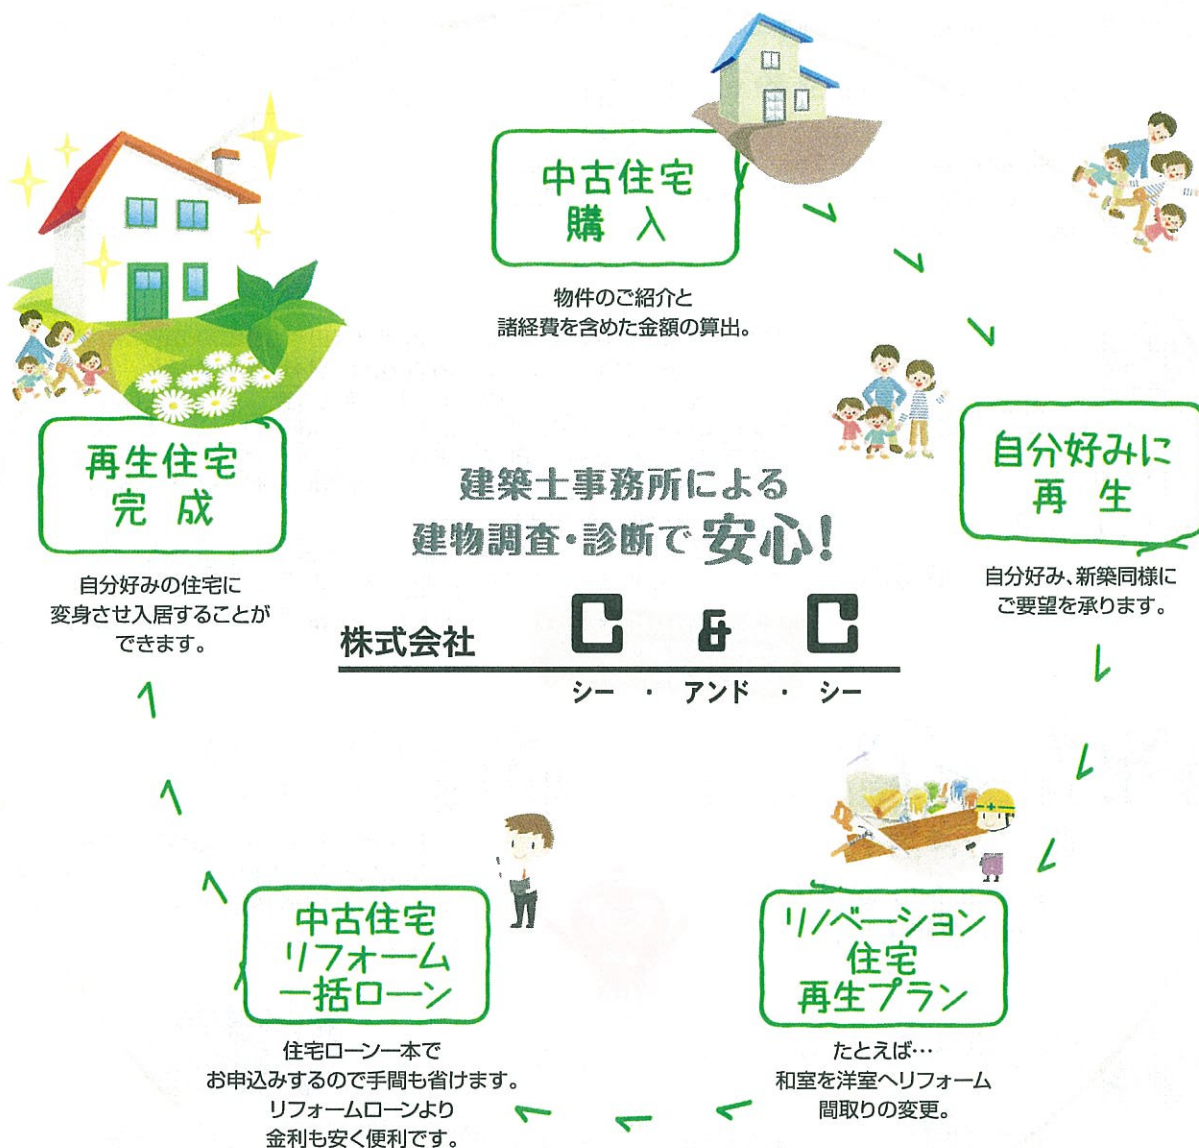 中古住宅
購 入
物件のご紹介と
諸経費を含めた金額の算出。
自分好みに
再 生
自分好み、新築同様に
ご要望を承ります。
リノベーション
住宅
再生プラン
たとえば…
和室を洋室へリフォーム
間取りの変更。
中古住宅
リフォーム
一括ローン
住宅ローン一本で
お申込みするので手間も省けます。
リフォームローンより
金利も安く便利です。
再生住宅
完 成
自分好みの住宅に
変身させ入居することが
できます。
建築士事務所による
建物調査・診断で安心!
株式会社 C & C
シー ・ アンド ・ シー